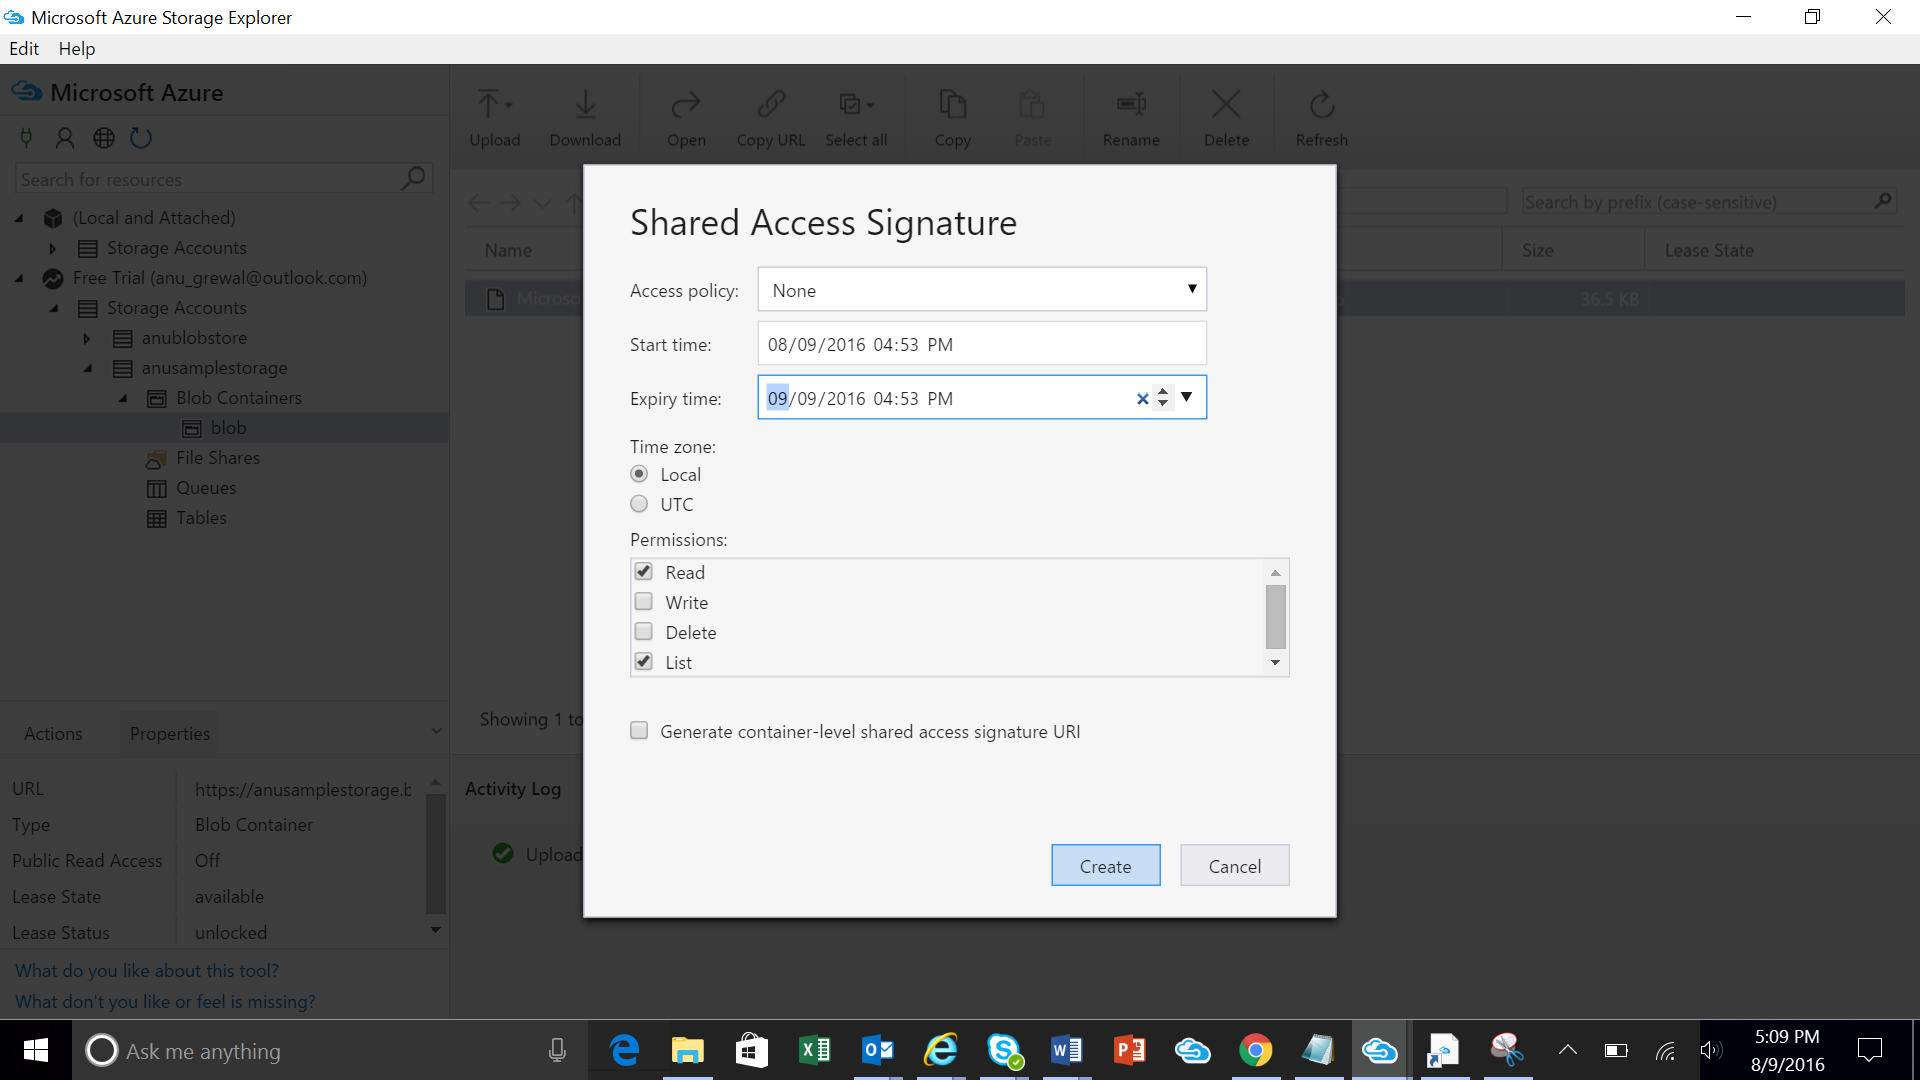 Microsoft Azure Storage Explorer
Edit Help
Microsoft Azure
Search for resources
(Local and Attached)
Storage Accounts
Free Trial (anu_grewal@outlook.com)
Storage Accounts
anublobstore
anusamplestorage
Blob Containers
blob
File Shares
Queues
Tables
Actions Properties
URL https://anusamplestorage.b
Type Blob Container
Public Read Access Off
Lease State available
Lease Status unlocked
What do you like about this tool?
What don't you like or feel is missing?
Upload Download Open Copy URL Select all Copy Paste Rename Delete Refresh
Search by prefix (case-sensitive)
Name Size Lease State
Microso 36.5 KB
Showing 1 to
Activity Log
Upload
Shared Access Signature
Access policy: None
Start time: 08/09/2016 04:53 PM
Expiry time: 09/09/2016 04:53 PM
Time zone:
Local
UTC
Permissions:
Read
Write
Delete
List
Generate container-level shared access signature URI
Create Cancel
Ask me anything
5:09 PM
8/9/2016